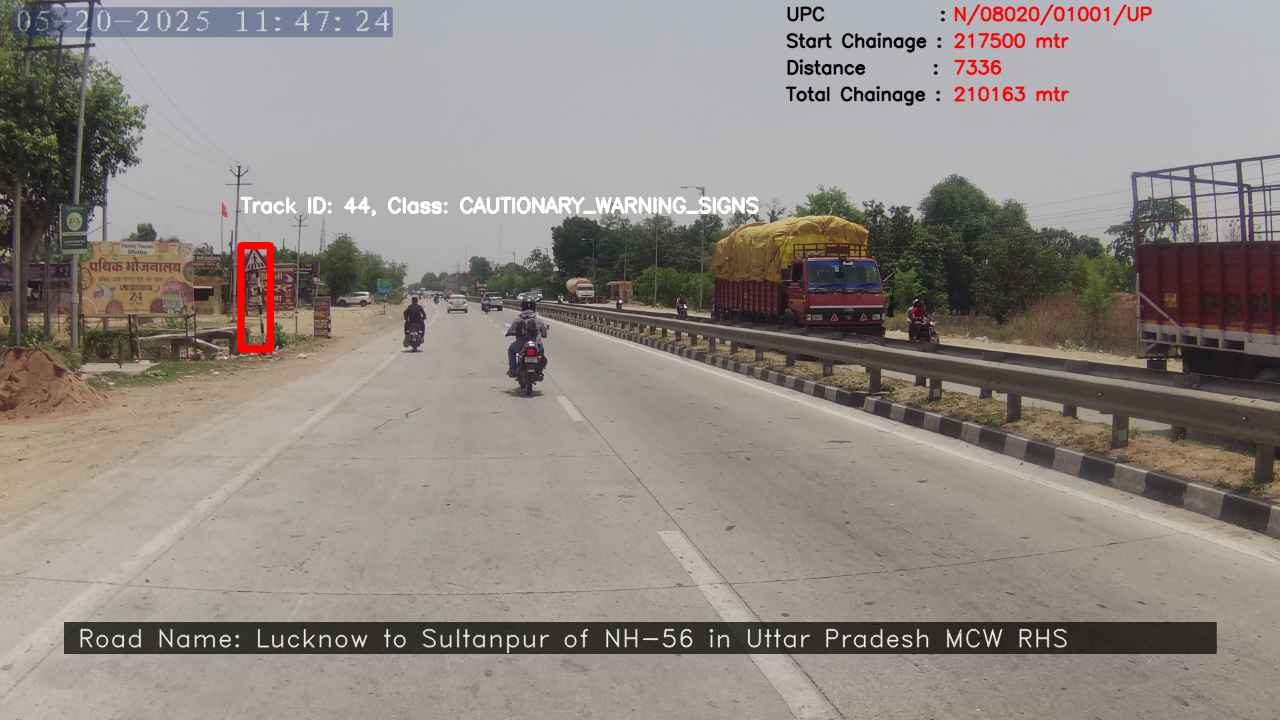 05-20-2025 11:47:24
UPC : N/08020/01001/UP
Start Chainage : 217500 mtr
Distance : 7336
Total Chainage : 210163 mtr
Track ID: 44, Class: CAUTIONARY_WARNING_SIGNS
पथिक भोजनालय
Road Name: Lucknow to Sultanpur of NH-56 in Uttar Pradesh MCW RHS